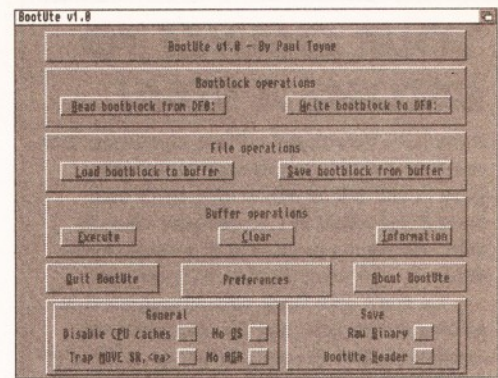 BootUte v1.0
BootUte v1.0 - By Paul Toyne
Bootblock operations
Read bootblock from DF0:
Write bootblock to DF0:
File operations
Load bootblock to buffer
Save bootblock from buffer
Buffer operations
Execute
Clear
Information
Quit BootUte
Preferances
About BootUte
General
Disable CPU caches
No OS
Trap MOVE SR,<ea>
No AGA
Save
Raw Binary
BootUte Header